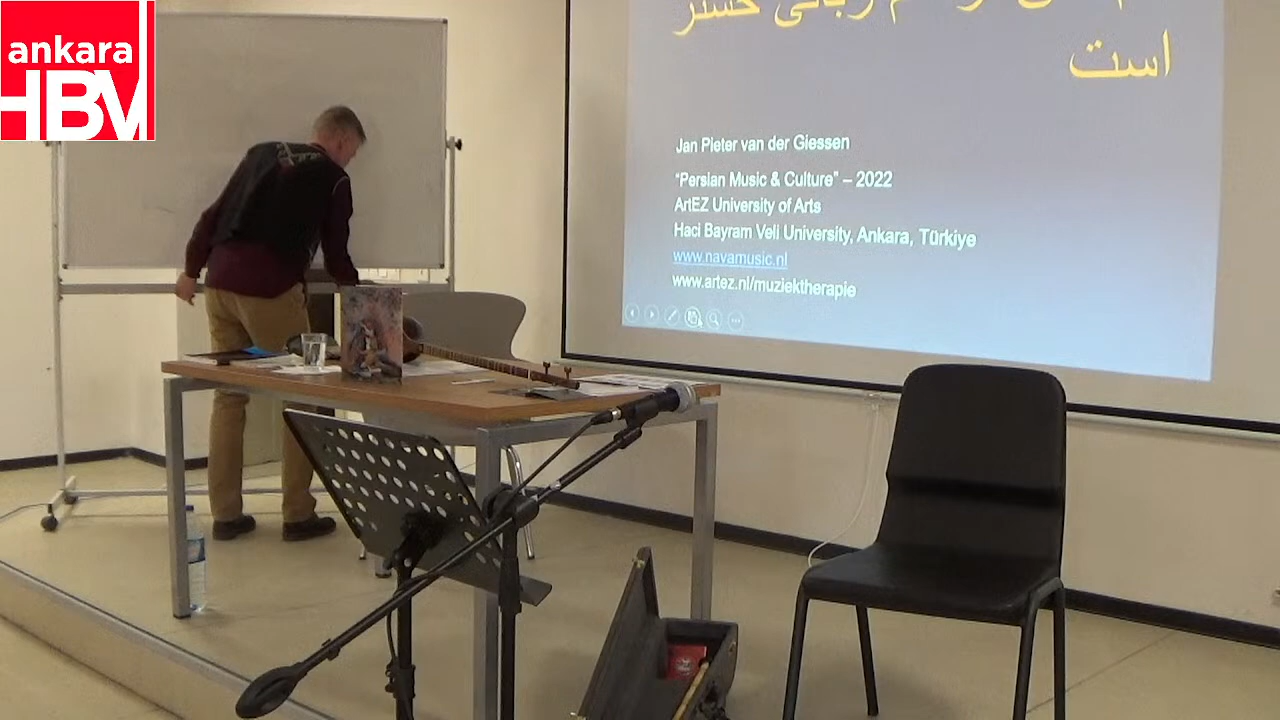 ankara
HBV
است
Jan Pieter van der Giessen
“Persian Music & Culture” – 2022
ArtEZ University of Arts
Haci Bayram Veli University, Ankara, Türkiye
www.navamusic.nl
www.artez.nl/muziektherapie